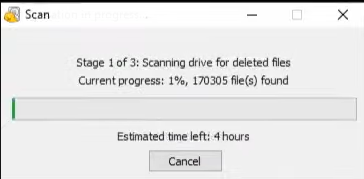 Scan
Stage 1 of 3: Scanning drive for deleted files
Current progress: 1%, 170305 file(s) found
Estimated time left: 4 hours
Cancel